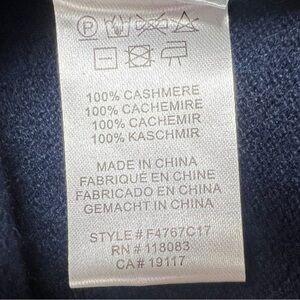 P
100% CASHMERE
100% CACHEMIRE
100% CACHEMIR
100% KASCHMIR
MADE IN CHINA
FABRIQUÉ EN CHINE
FABRICADO EN CHINA
GEMACHT IN CHINA
STYLE # F4767C17
RN # 118083
CA # 19117